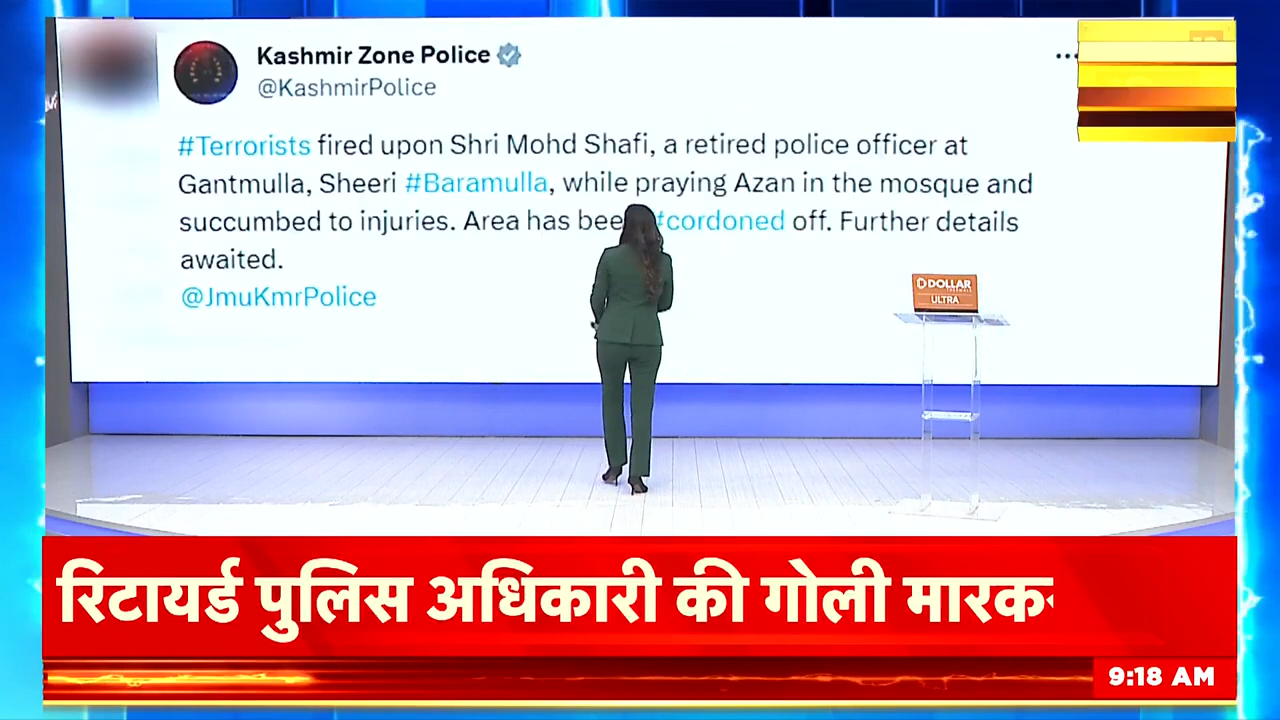 Kashmir Zone Police
@KashmirPolice
#Terrorists fired upon Shri Mohd Shafi, a retired police officer at
Gantmulla, Sheeri #Baramulla, while praying Azan in the mosque and
succumbed to injuries. Area has bee #cordoned off. Further details
awaited.
@JmuKmrPolice
DOLLAR
ULTRA
रिटायर्ड पुलिस अधिकारी की गोली मारक
9:18 AM